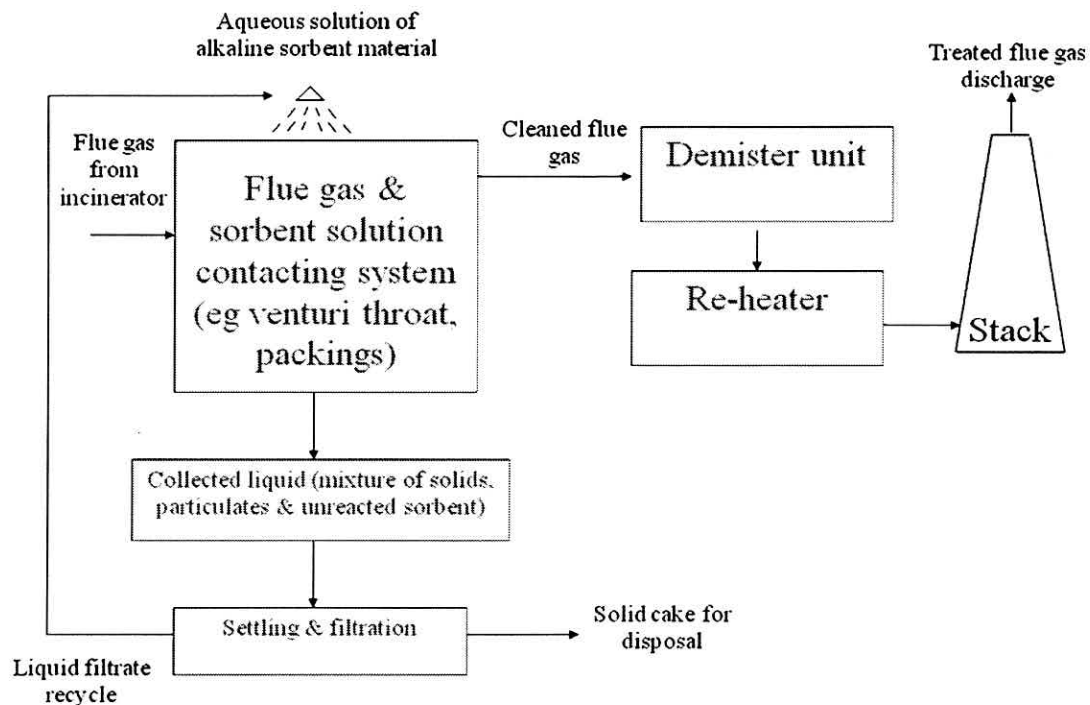 Aqueous solution of
alkaline sorbent material
Treated flue gas
discharge
Flue gas
from
incinerator
Cleaned flue
gas
Demister unit
Flue gas &
sorbent solution
contacting system
(eg venturi throat,
packings)
Re-heater
Stack
Collected liquid (mixture of solids,
particulates & unreacted sorbent)
Settling & filtration
Solid cake for
disposal
Liquid filtrate
recycle